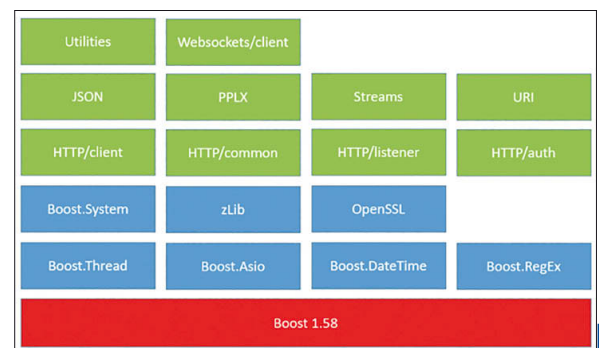 Utilities
Websockets/client
JSON
PPLX
Streams
URI
HTTP/client
HTTP/common
HTTP/listener
HTTP/auth
Boost.System
zLib
OpenSSL
Boost.Thread
Boost.Asio
Boost.DateTime
Boost.RegEx
Boost 1.58